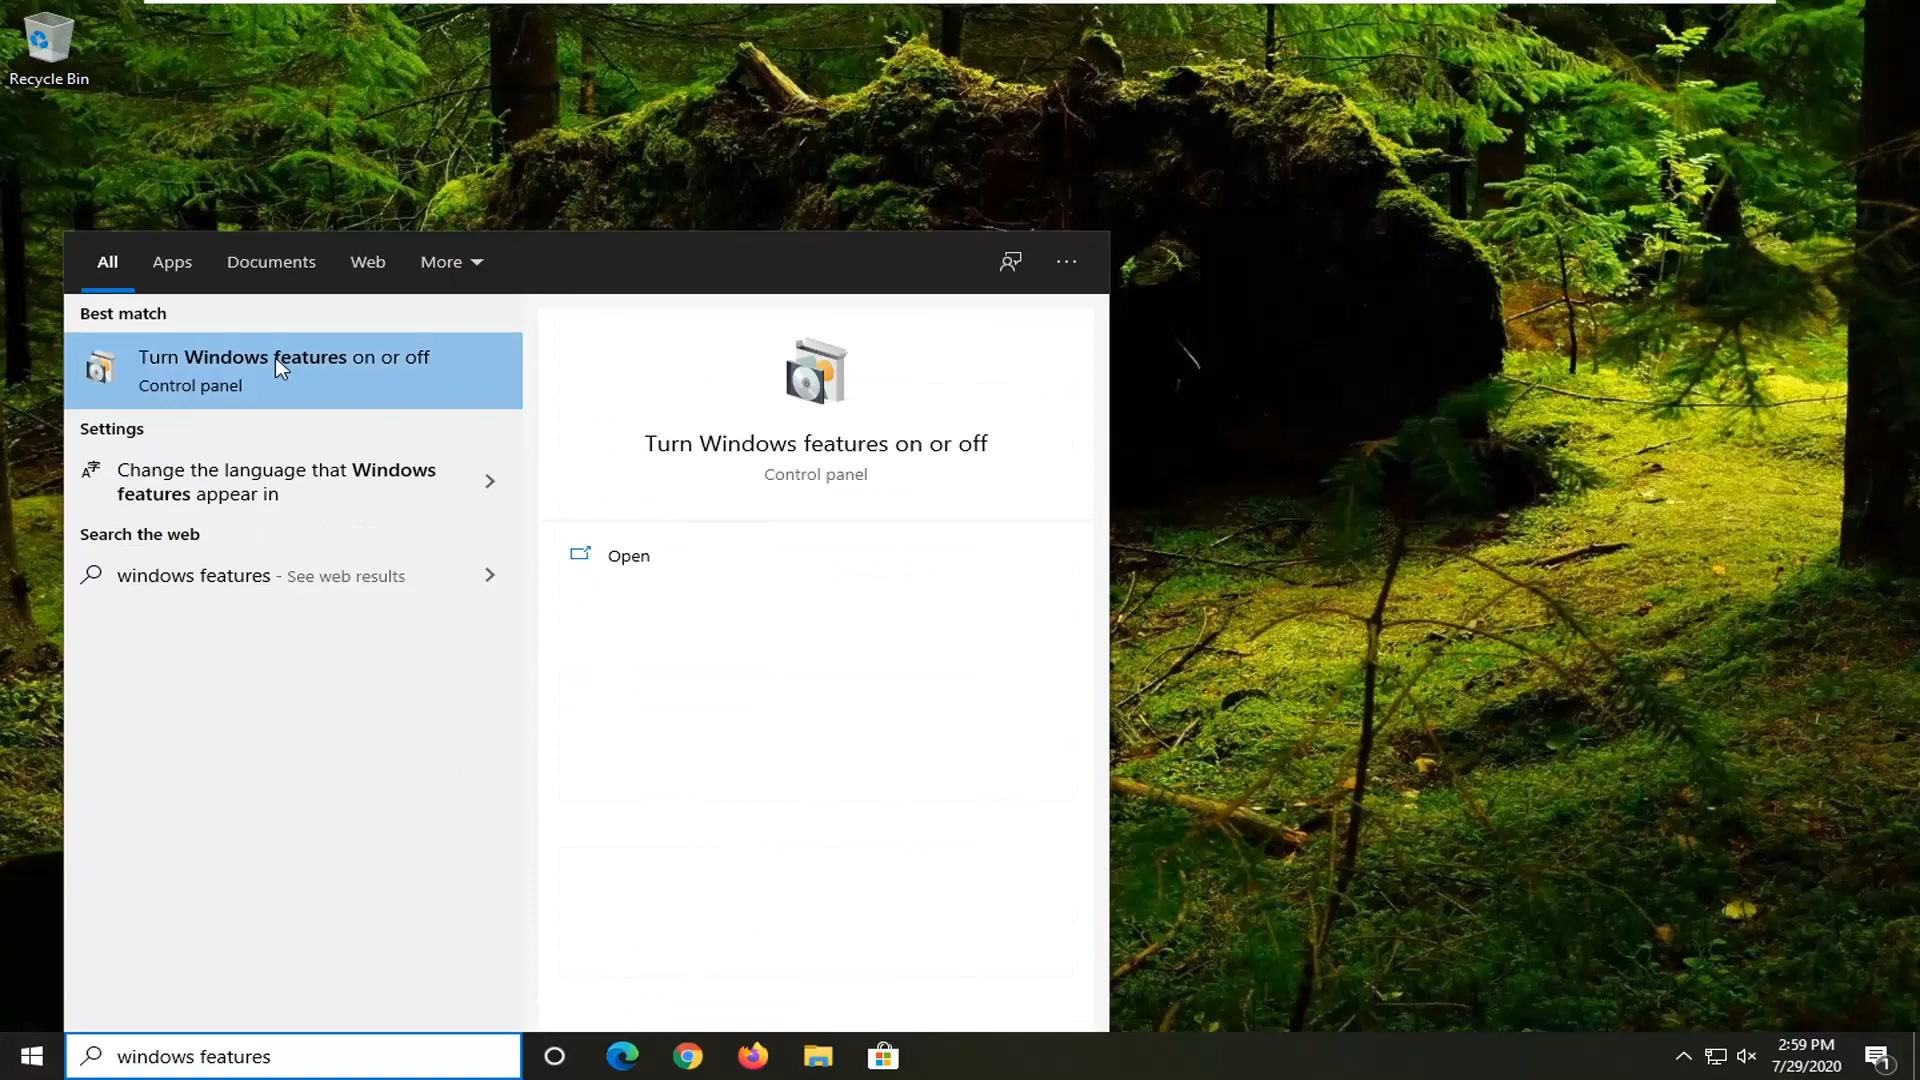 Recycle Bin
All Apps Documents Web More
Best match
Turn Windows features on or off
Control panel
Settings
Change the language that Windows
features appear in
Search the web
windows features - See web results
Turn Windows features on or off
Control panel
Open
windows features
2:59 PM
7/29/2020
1